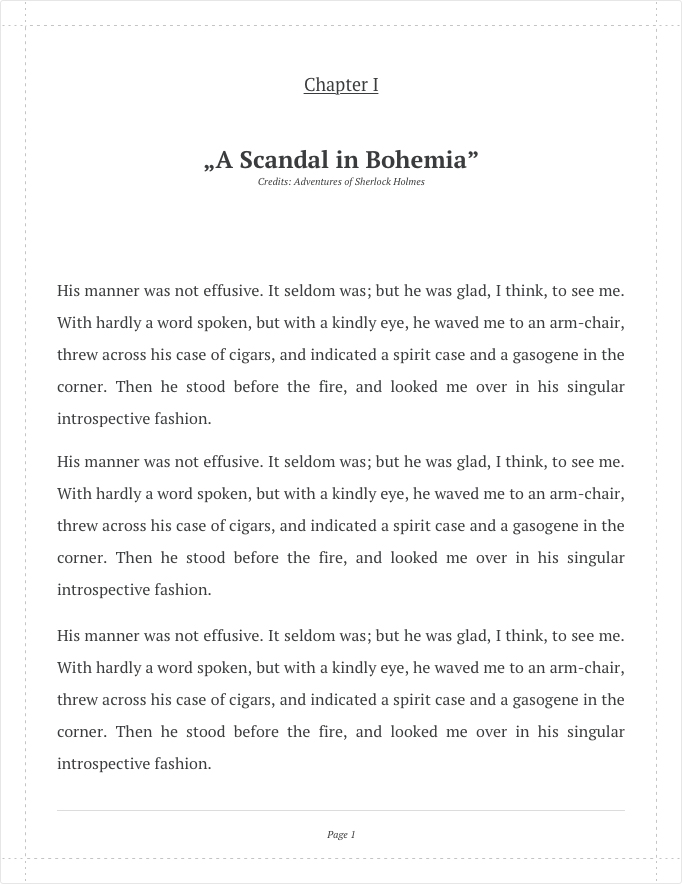 Chapter I
„A Scandal in Bohemia”
Credits: Adventures of Sherlock Holmes
His manner was not effusive. It seldom was; but he was glad, I think, to see me.
With hardly a word spoken, but with a kindly eye, he waved me to an arm-chair,
threw across his case of cigars, and indicated a spirit case and a gasogene in the
corner. Then he stood before the fire, and looked me over in his singular
introspective fashion.
His manner was not effusive. It seldom was; but he was glad, I think, to see me.
With hardly a word spoken, but with a kindly eye, he waved me to an arm-chair,
threw across his case of cigars, and indicated a spirit case and a gasogene in the
corner. Then he stood before the fire, and looked me over in his singular
introspective fashion.
His manner was not effusive. It seldom was; but he was glad, I think, to see me.
With hardly a word spoken, but with a kindly eye, he waved me to an arm-chair,
threw across his case of cigars, and indicated a spirit case and a gasogene in the
corner. Then he stood before the fire, and looked me over in his singular
introspective fashion.
Page 1